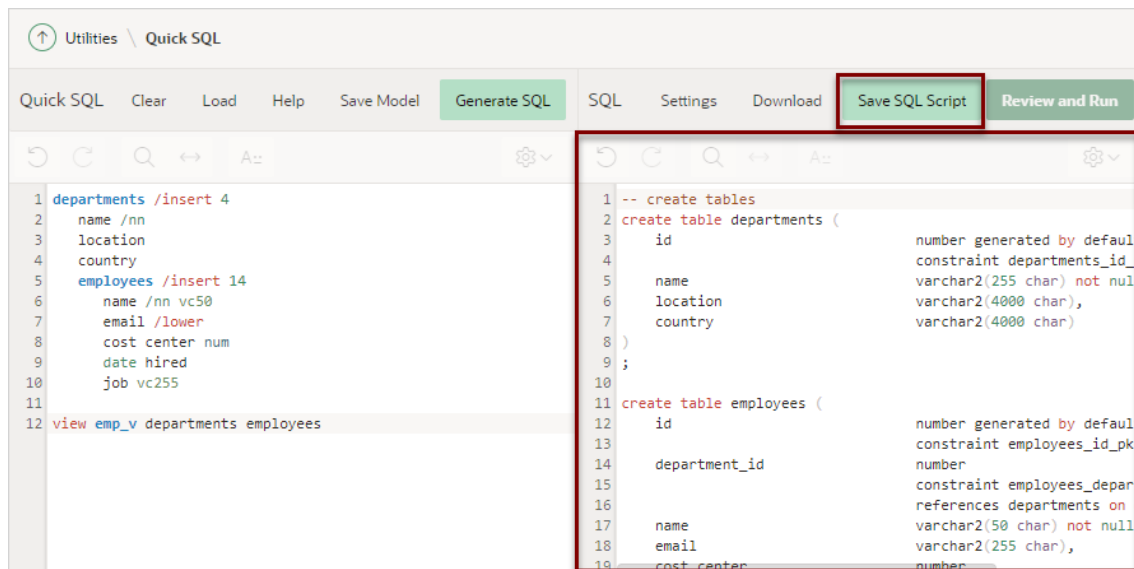 Utilities \ Quick SQL
Quick SQL Clear Load Help Save Model Generate SQL
SQL Settings Download Save SQL Script Review and Run
1 departments /insert 4
2 name /nn
3 location
4 country
5 employees /insert 14
6 name /nn vc50
7 email /lower
8 cost center num
9 date hired
10 job vc255
11
12 view emp_v departments employees
1 -- create tables
2 create table departments (
3 id number generated by defaul
4 constraint departments_id_
5 name varchar2(255 char) not nul
6 location varchar2(4000 char),
7 country varchar2(4000 char)
8 )
9 ;
10
11 create table employees (
12 id number generated by defaul
13 constraint employees_id_pk
14 department_id number
15 constraint employees_depar
16 references departments on
17 name varchar2(50 char) not null
18 email varchar2(255 char),
19 cost_center number